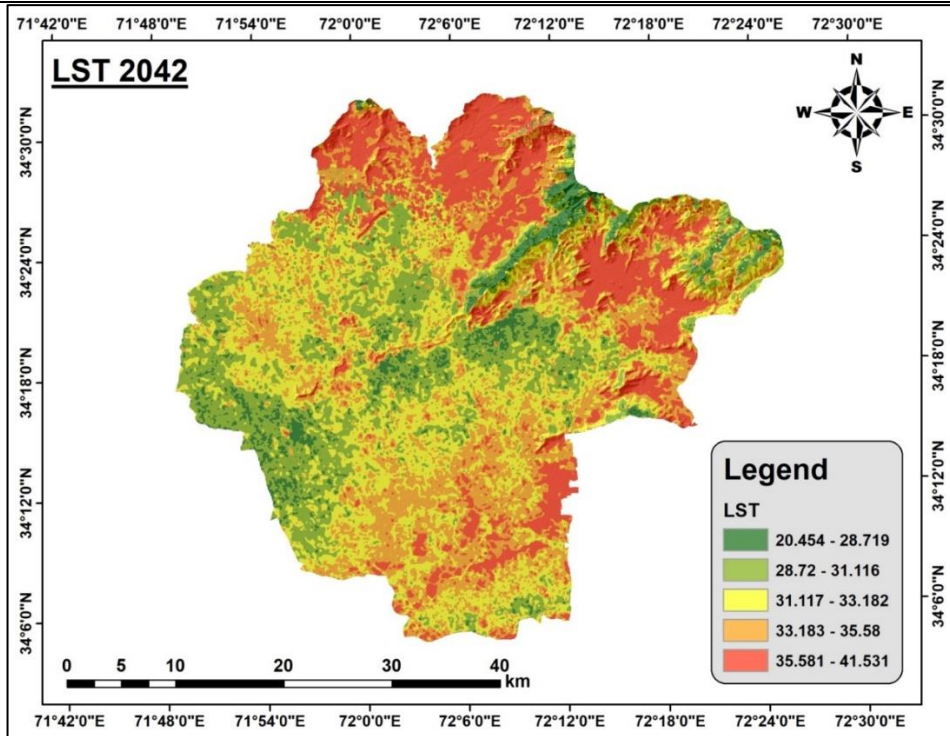 71°42'0"E 71°48'0"E 71°54'0"E 72°0'0"E 72°6'0"E 72°12'0"E 72°18'0"E 72°24'0"E 72°30'0"E
LST 2042
N
W E
S
34°30'0"N 34°30'0"N
34°24'0"N 34°24'0"N
34°18'0"N 34°18'0"N
34°12'0"N 34°12'0"N
34°6'0"N 34°6'0"N
Legend
LST
20.454 - 28.719
28.72 - 31.116
31.117 - 33.182
33.183 - 35.58
35.581 - 41.531
0 5 10 20 30 40
km
71°42'0"E 71°48'0"E 71°54'0"E 72°0'0"E 72°6'0"E 72°12'0"E 72°18'0"E 72°24'0"E 72°30'0"E